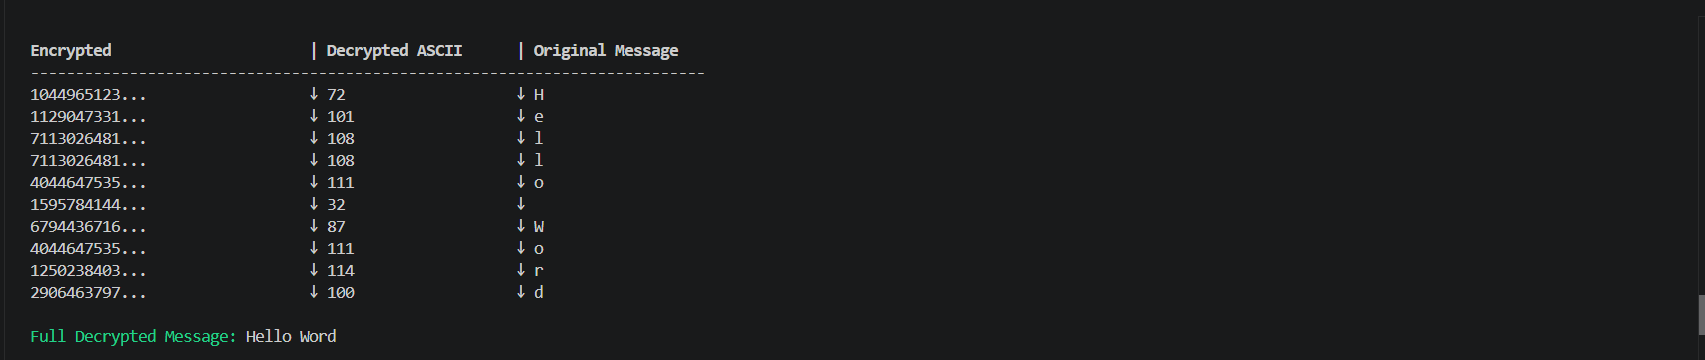 Encrypted | Decrypted ASCII | Original Message
---------------------------------------------------------------------------
1044965123... ↓ 72 ↓ H
1129047331... ↓ 101 ↓ e
7113026481... ↓ 108 ↓ l
7113026481... ↓ 108 ↓ l
4044647535... ↓ 111 ↓ o
1595784144... ↓ 32 ↓
6794436716... ↓ 87 ↓ W
4044647535... ↓ 111 ↓ o
1250238403... ↓ 114 ↓ r
2906463797... ↓ 100 ↓ d
Full Decrypted Message: Hello Word